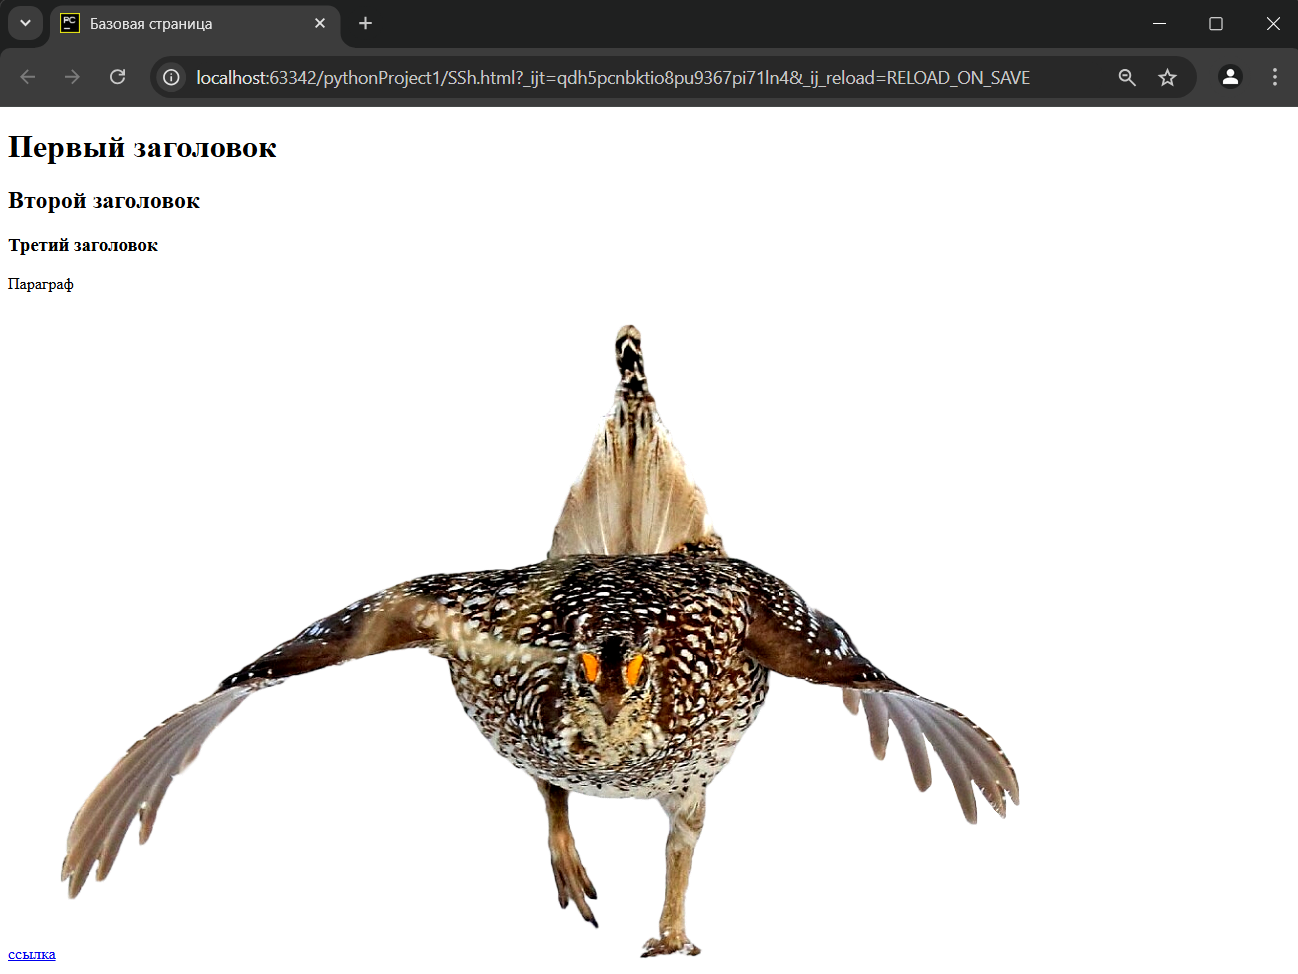 PC
Базовая страница
localhost:63342/pythonProject1/SSh.html?_ijt=qdh5pcnbktio8pu9367pi71ln4&_ij_reload=RELOAD_ON_SAVE
Первый заголовок
Второй заголовок
Третий заголовок
Параграф
ссылка